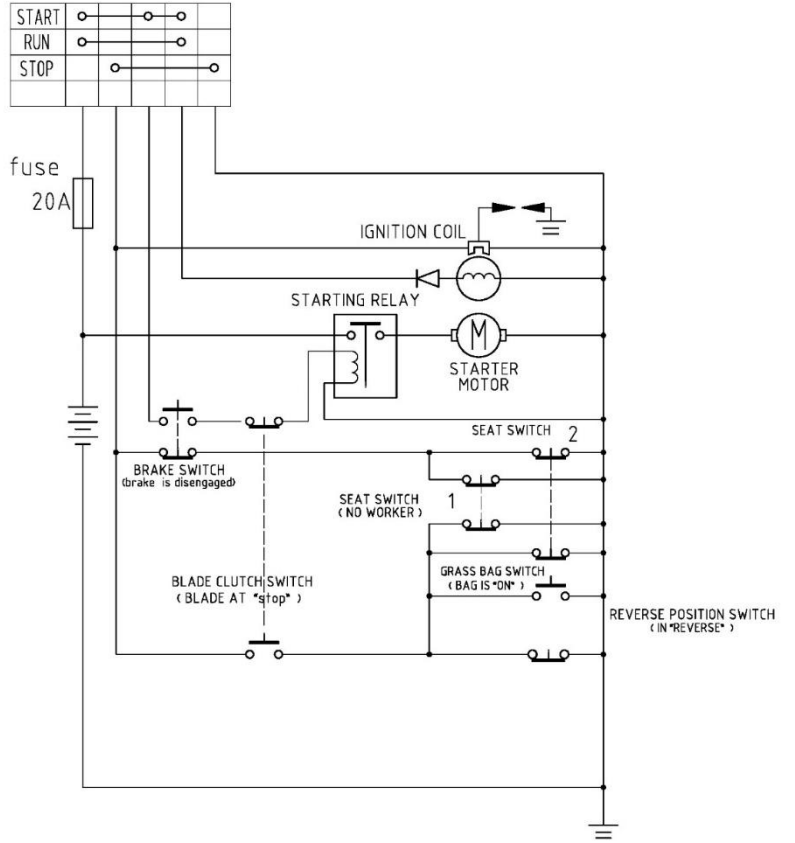 START
RUN
STOP
fuse
20A
IGNITION COIL
STARTING RELAY
M
STARTER
MOTOR
SEAT SWITCH 2
BRAKE SWITCH
(brake is disengaged)
SEAT SWITCH 1
( NO WORKER )
BLADE CLUTCH SWITCH
( BLADE AT "stop" )
GRASS BAG SWITCH
( BAG IS "ON" )
REVERSE POSITION SWITCH
( IN "REVERSE" )